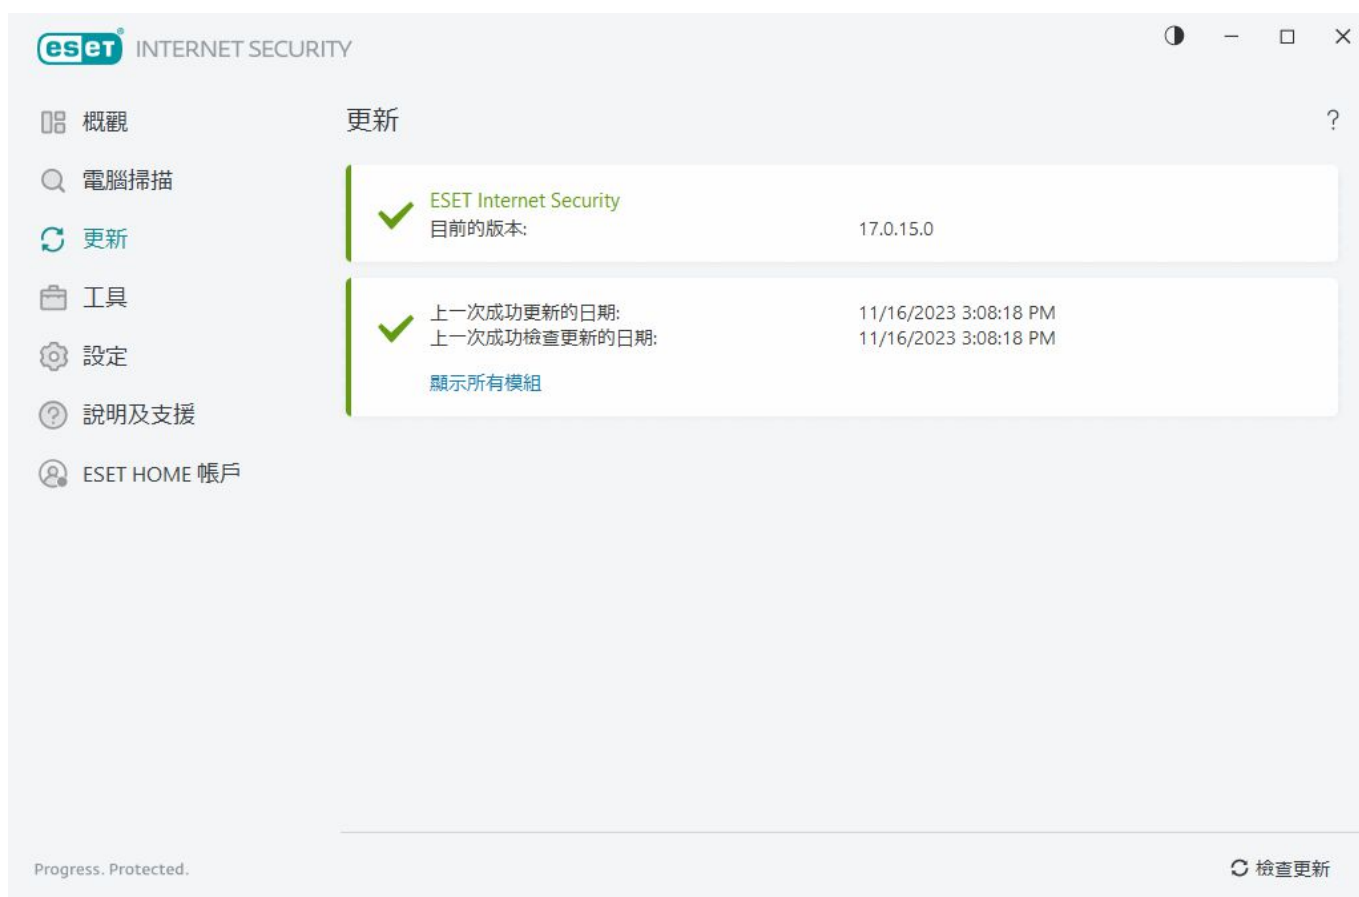 eset® INTERNET SECURITY
概觀
電腦掃描
更新
工具
設定
說明及支援
ESET HOME 帳戶
更新
?
ESET Internet Security
目前的版本: 17.0.15.0
上一次成功更新的日期: 11/16/2023 3:08:18 PM
上一次成功檢查更新的日期: 11/16/2023 3:08:18 PM
顯示所有模組
Progress. Protected.
檢查更新